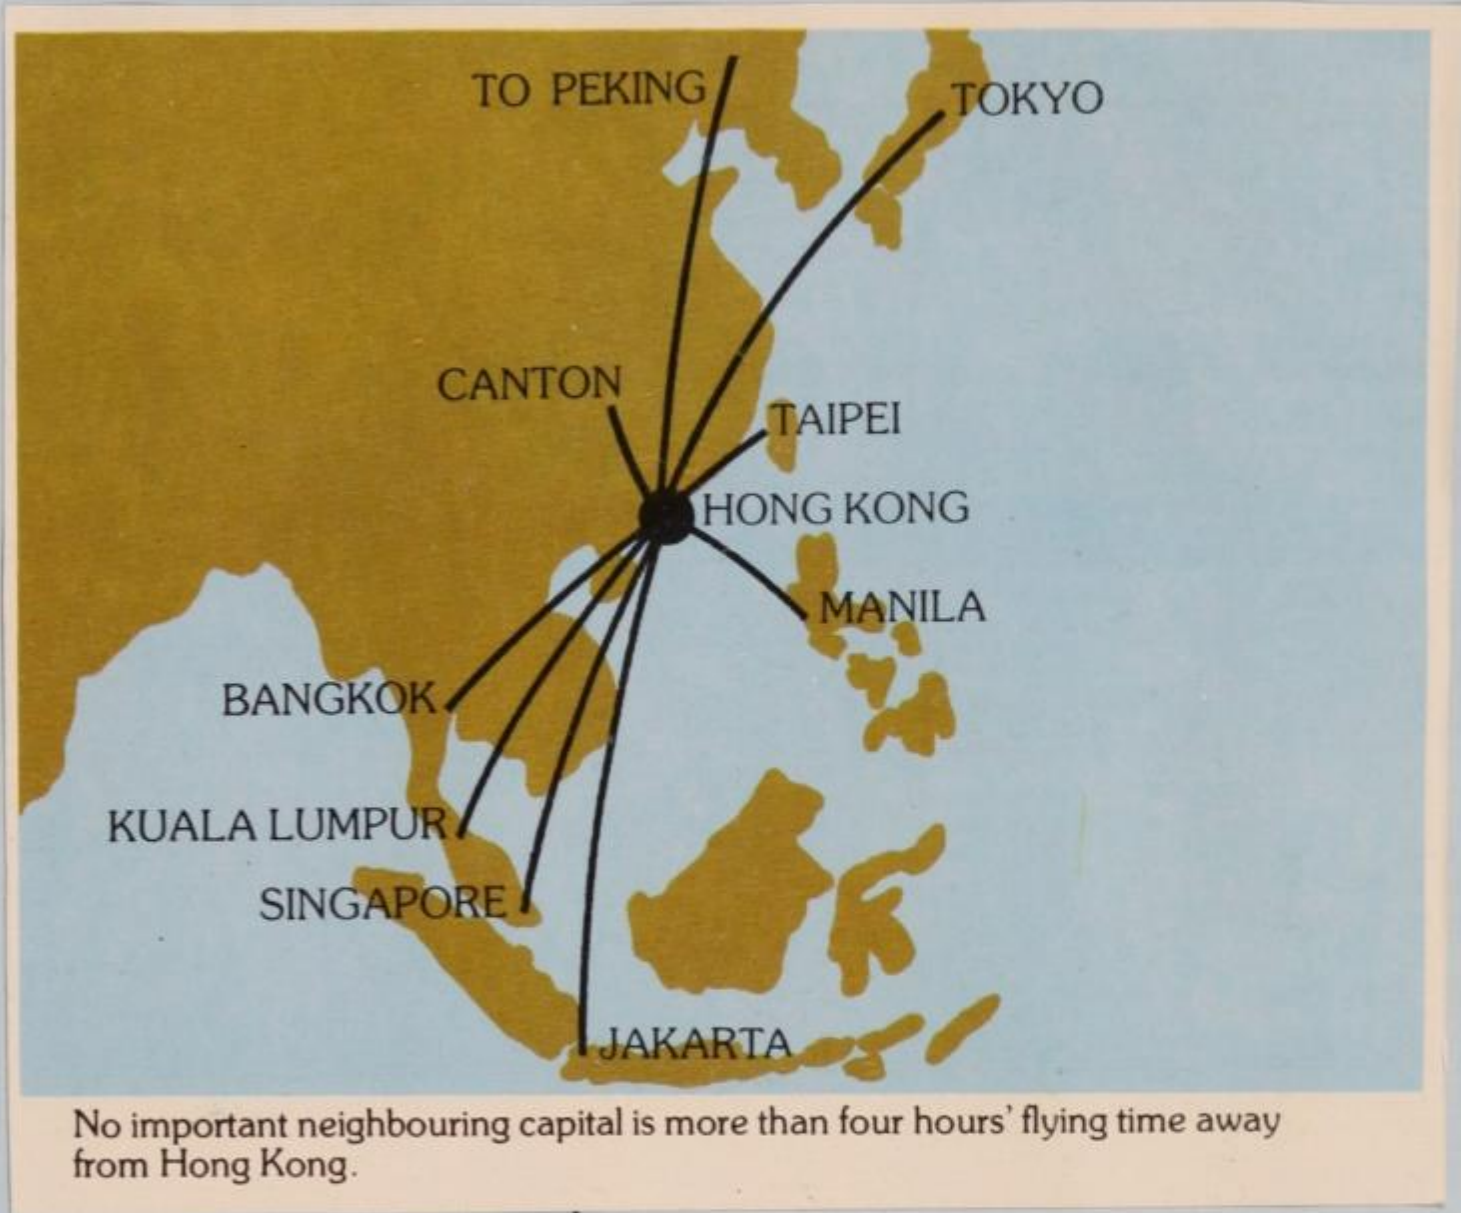 TO PEKING
TOKYO
CANTON
TAIPEI
HONG KONG
MANILA
BANGKOK
KUALA LUMPUR
SINGAPORE
JAKARTA
No important neighbouring capital is more than four hours' flying time away
from Hong Kong.